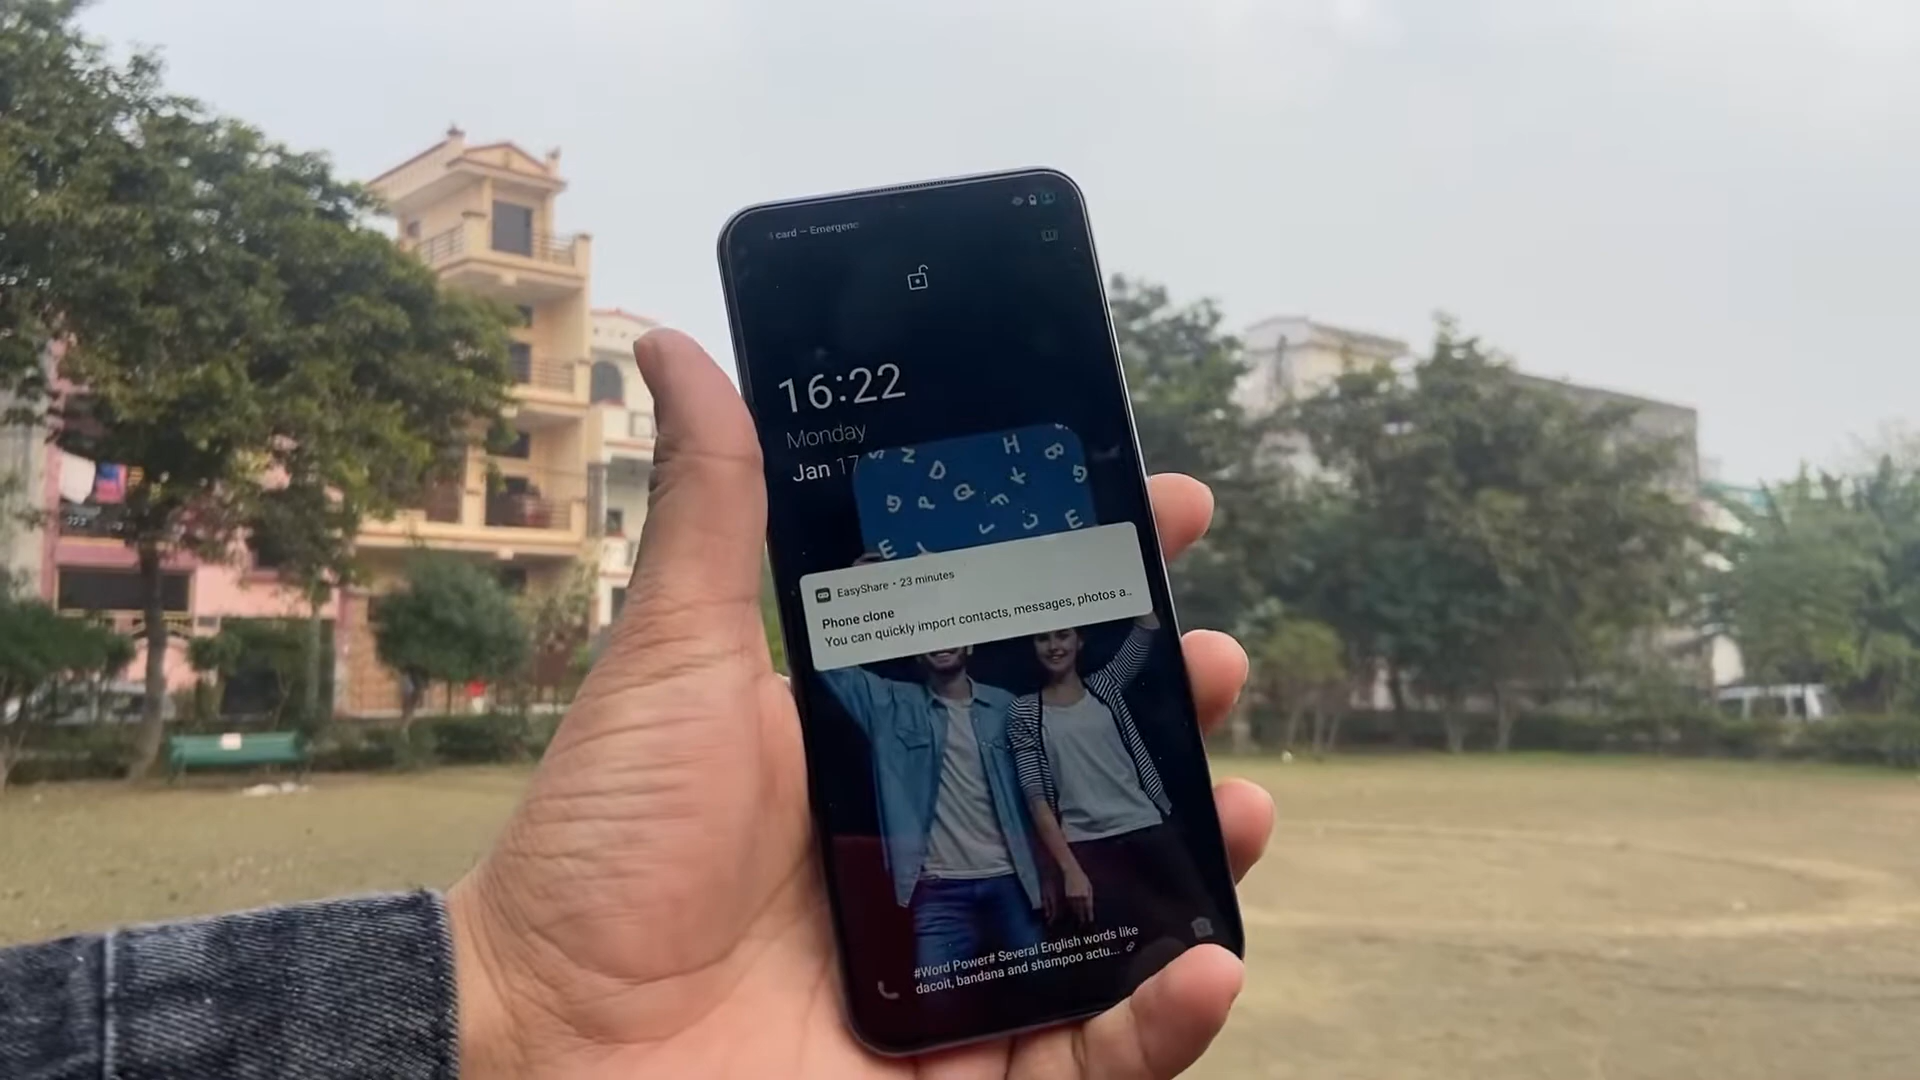 card – Emergenc
16:22
Monday
Jan 17
S N D H B G
G P Q F K
L C E
E
EasyShare • 23 minutes
Phone clone
You can quickly import contacts, messages, photos a..
#Word Power# Several English words like
dacoit, bandana and shampoo actu...